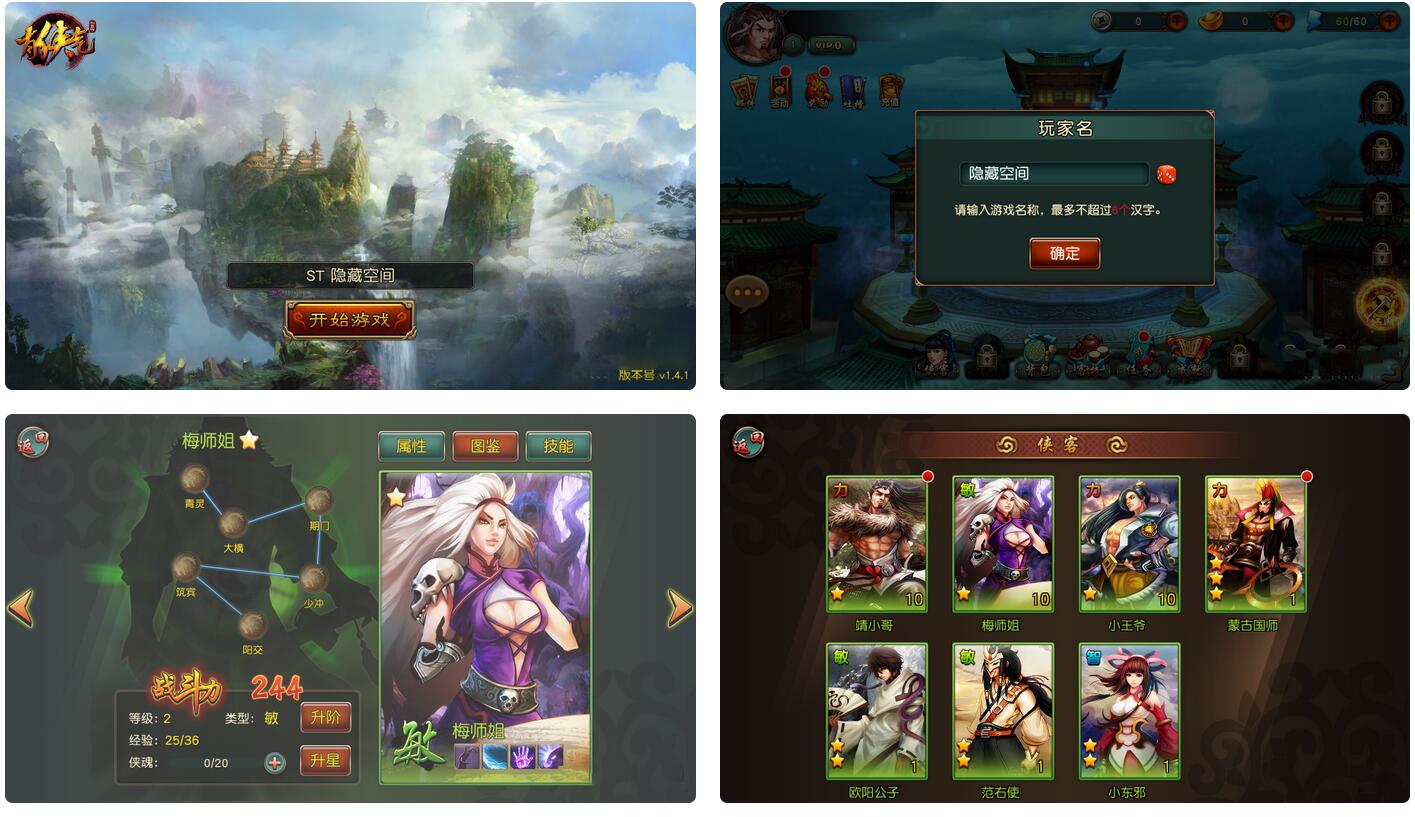 ST 隐藏空间
开始游戏
版本号 v1.4.1
1
VIP 0
0
0
60/60
活动
充值
玩家名
隐藏空间
请输入游戏名称，最多不超过6个汉字。
确定
返回
梅师姐
属性
图鉴
技能
青灵
期门
大横
筑宾
少冲
阳交
战斗力 244
等级：2
类型：敏
升阶
经验：25/36
侠魂：
0/20
升星
敏
梅师姐
返回
侠客
力
敏
力
力
10
10
10
1
靖小哥
梅师姐
小王爷
蒙古国师
敏
敏
智
1
1
1
欧阳公子
范右使
小东邪